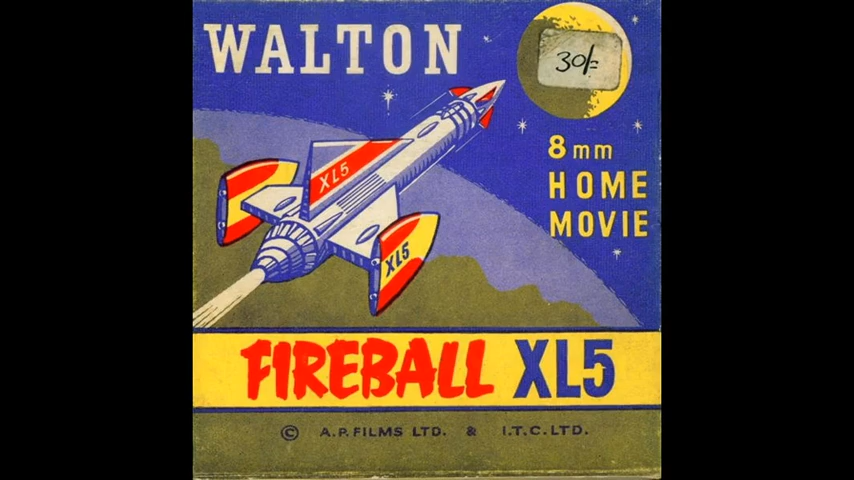 WALTON
30/=
8mm
HOME
MOVIE
XL5
XL5
FIREBALL XL5
© A.P. FILMS LTD. & I.T.C. LTD.